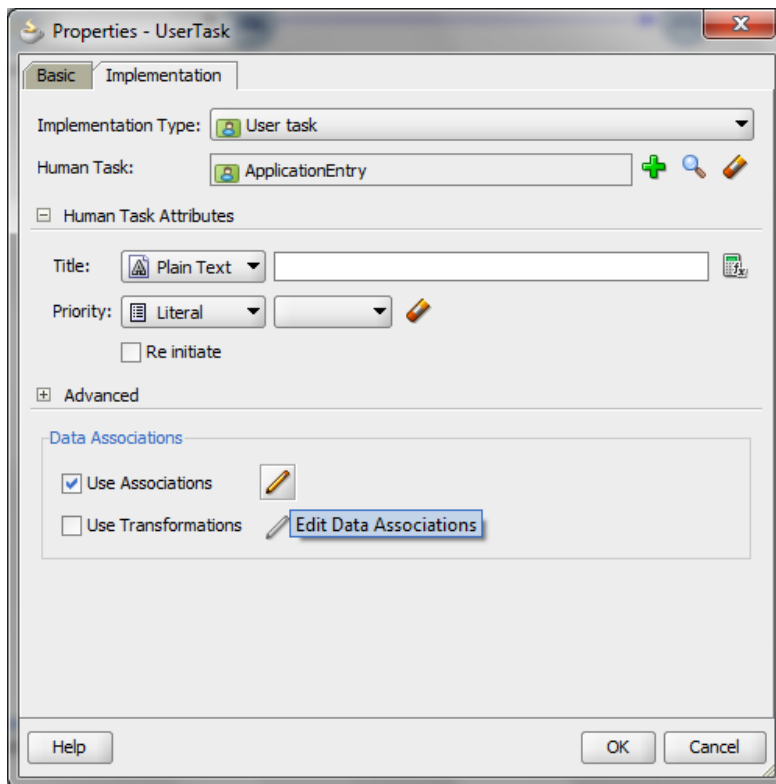 Properties - UserTask
Basic Implementation
Implementation Type: User task
Human Task: ApplicationEntry
Human Task Attributes
Title: Plain Text
Priority: Literal
Re initiate
Advanced
Data Associations
Use Associations
Use Transformations Edit Data Associations
Help OK Cancel